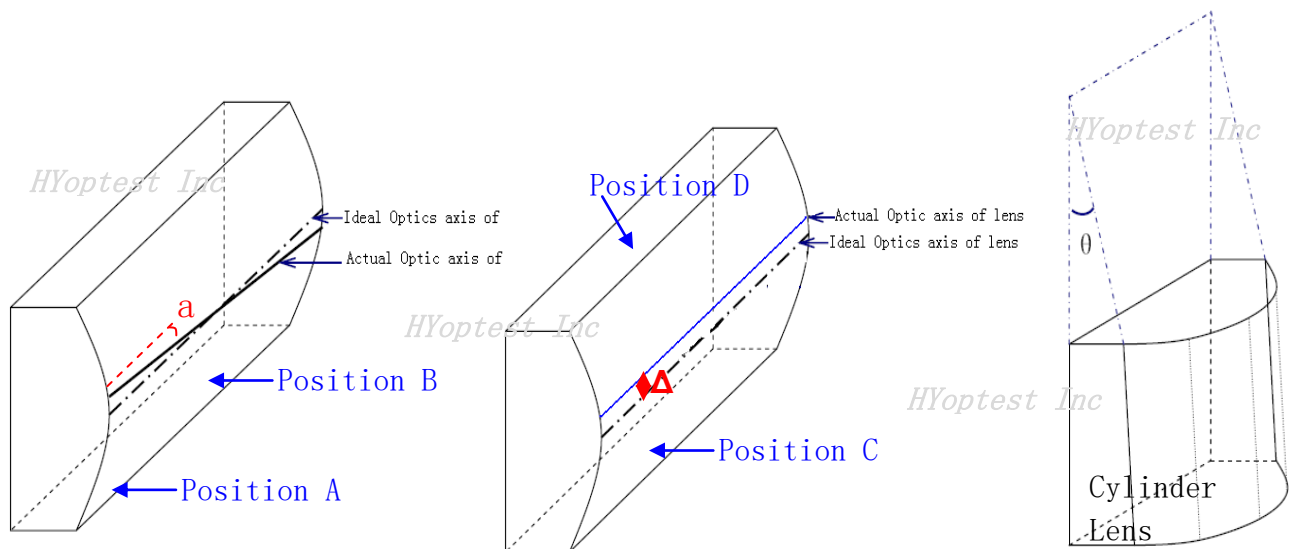 HYoptest Inc
Ideal Optics axis of
Actual Optic axis of
a
Position B
Position A
Position D
Actual Optic axis of lens
Ideal Optics axis of lens
HYoptest Inc
Δ
Position C
HYoptest Inc
θ
HYoptest Inc
Cylinder
Lens